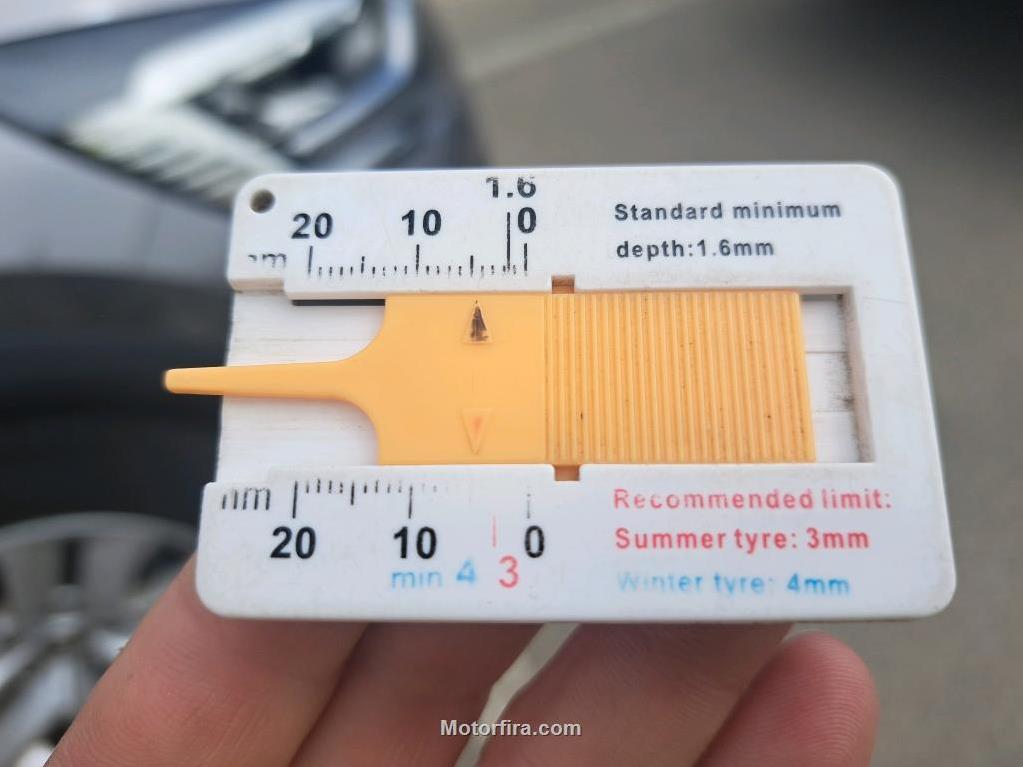 1.6
20 10 0
mm
Standard minimum
depth:1.6mm
mm
20 10 0
min 4 3
Recommended limit:
Summer tyre: 3mm
Winter tyre: 4mm
Motorfira.com